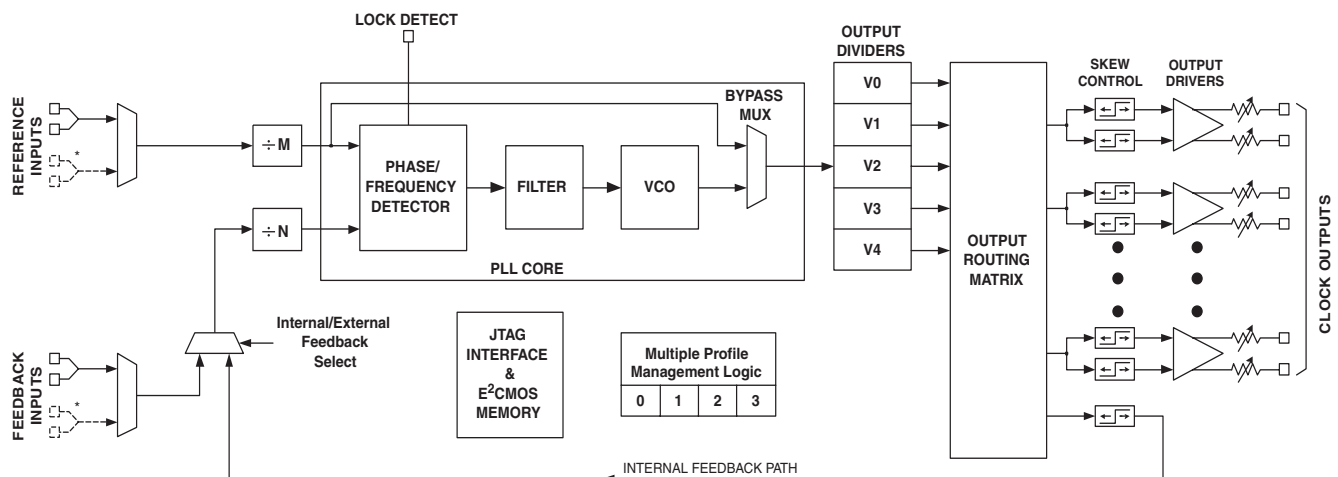 LOCK DETECT
OUTPUT
DIVIDERS
SKEW
CONTROL
OUTPUT
DRIVERS
REFERENCE
INPUTS
*
÷M
÷N
PHASE/
FREQUENCY
DETECTOR
FILTER
VCO
BYPASS
MUX
PLL CORE
V0
V1
V2
V3
V4
OUTPUT
ROUTING
MATRIX
CLOCK OUTPUTS
Internal/External
Feedback
Select
FEEDBACK
INPUTS
*
JTAG
INTERFACE
&
E²CMOS
MEMORY
Multiple Profile
Management Logic
0 1 2 3
INTERNAL FEEDBACK PATH